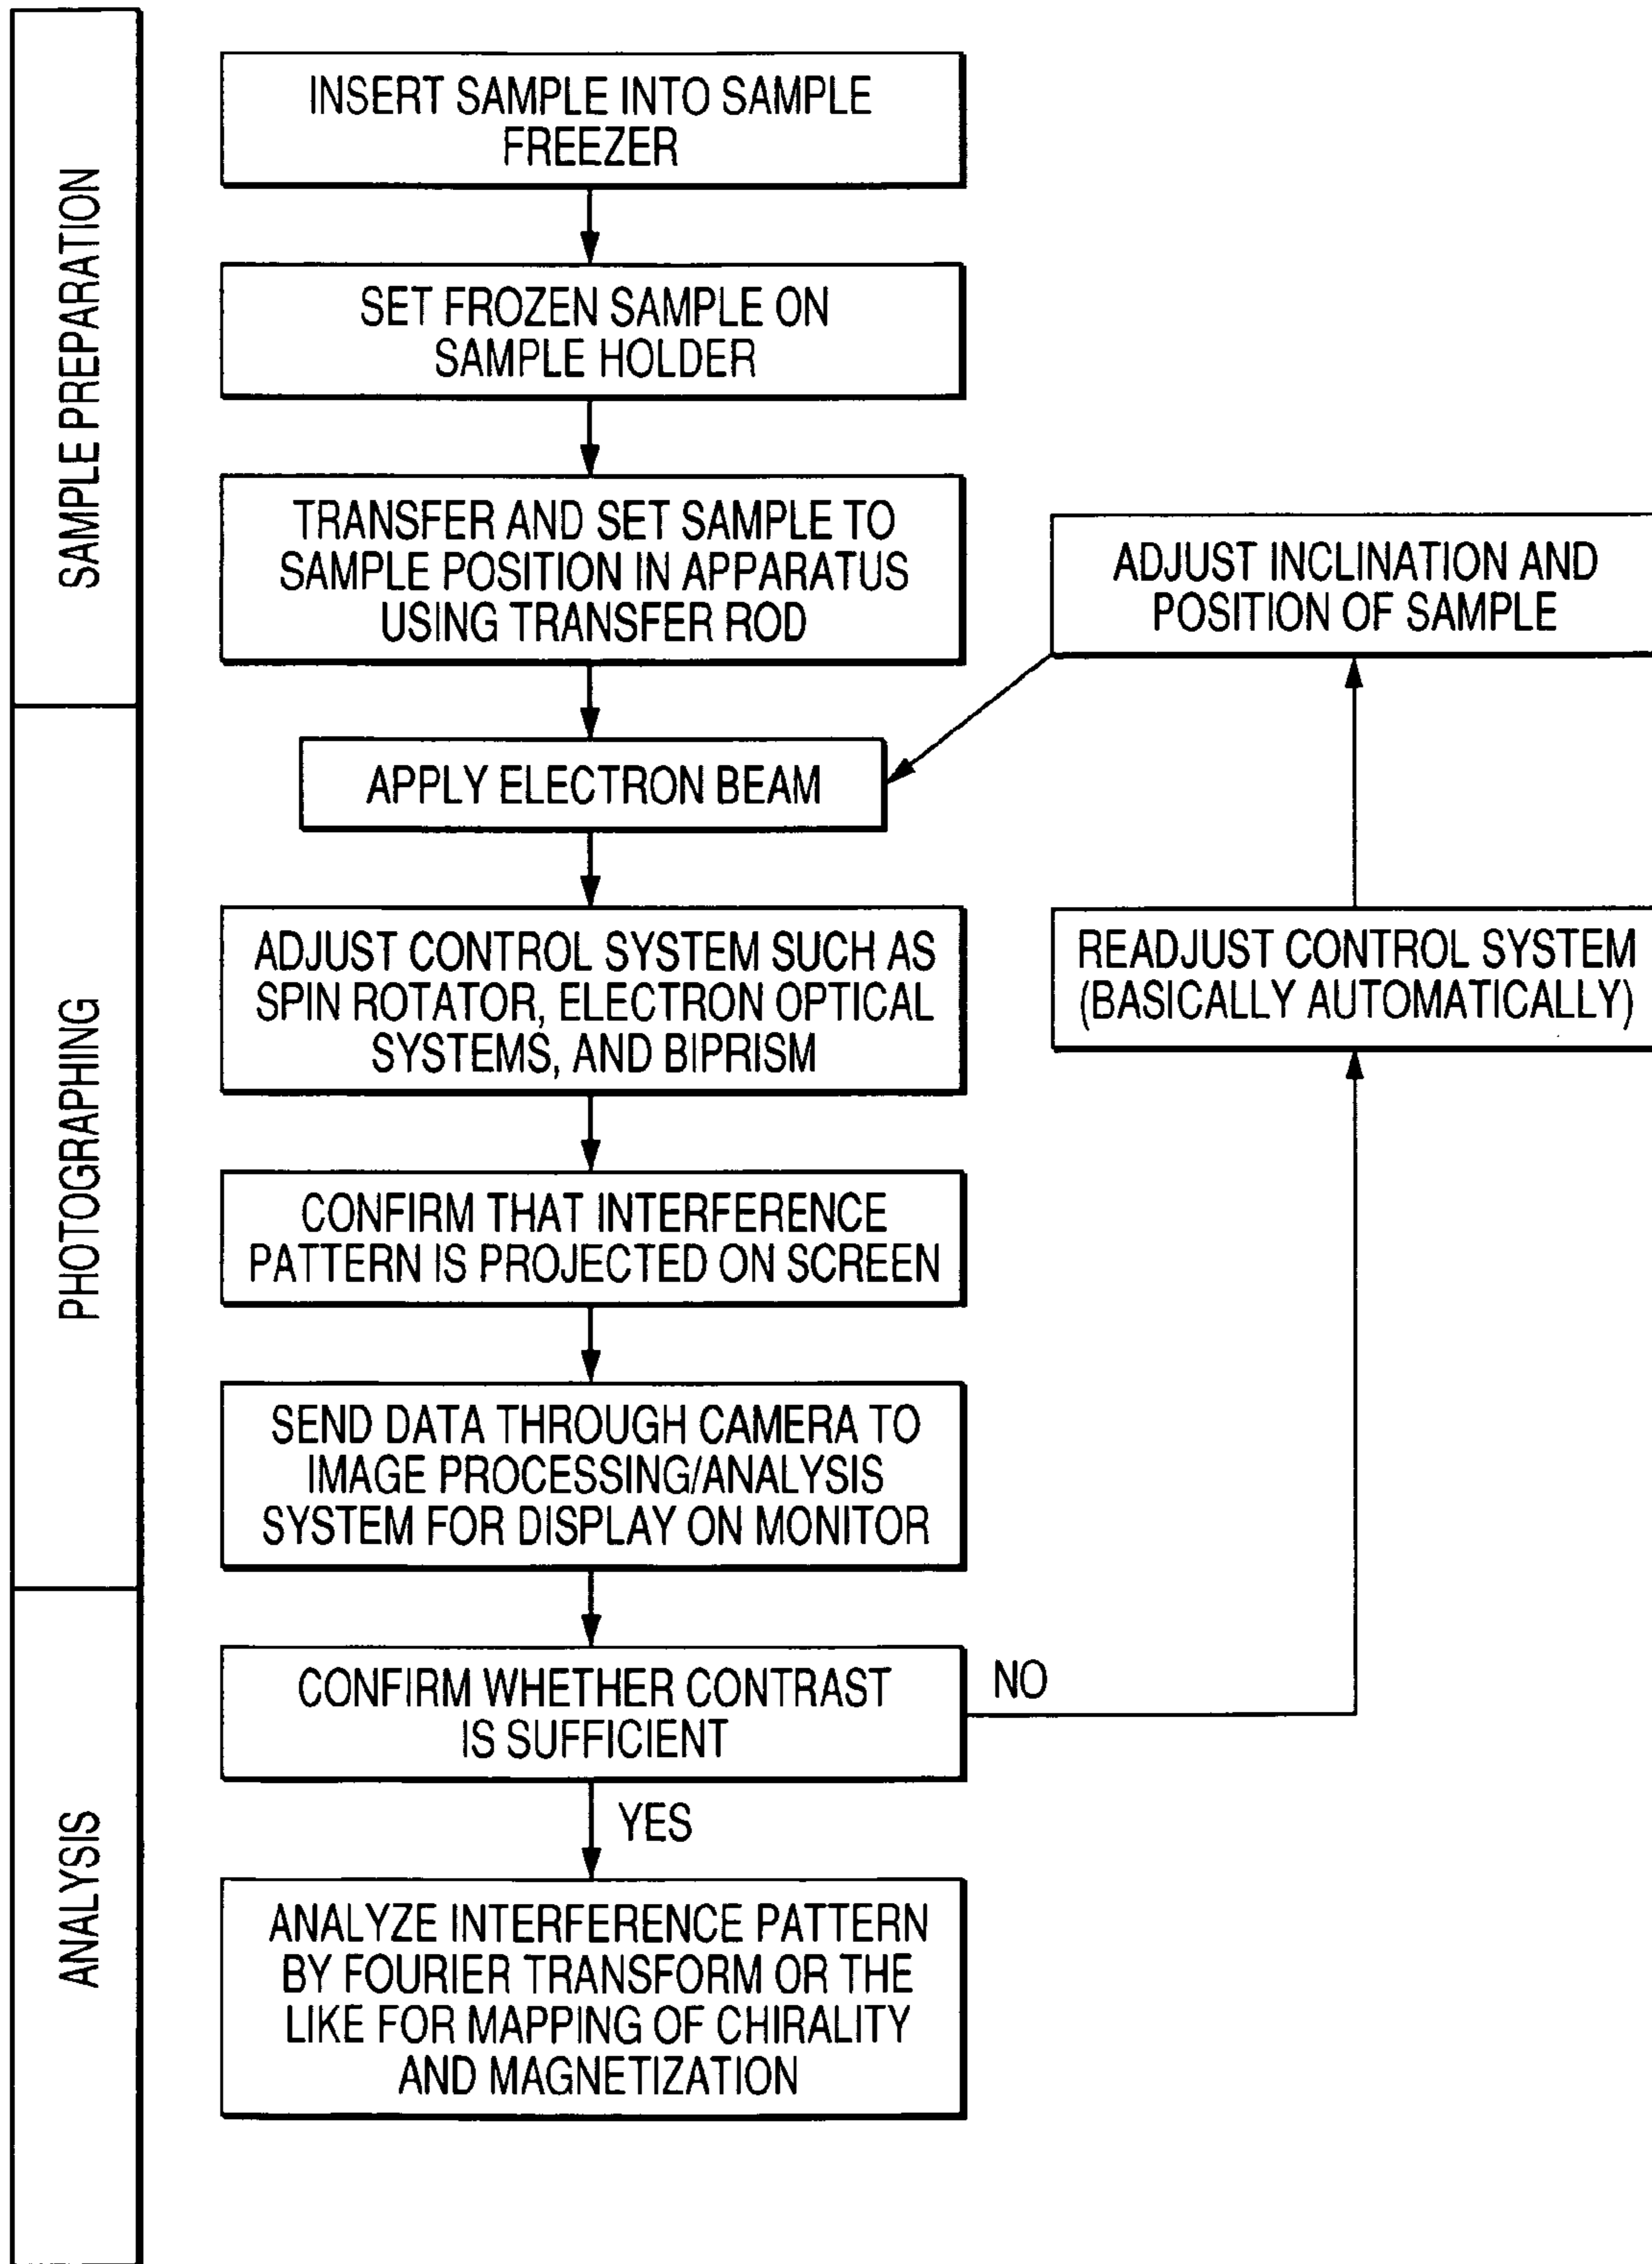 SAMPLE PREPARATION
INSERT SAMPLE INTO SAMPLE
FREEZER
SET FROZEN SAMPLE ON
SAMPLE HOLDER
TRANSFER AND SET SAMPLE TO
SAMPLE POSITION IN APPARATUS
USING TRANSFER ROD
ADJUST INCLINATION AND
POSITION OF SAMPLE
PHOTOGRAPHING
APPLY ELECTRON BEAM
ADJUST CONTROL SYSTEM SUCH AS
SPIN ROTATOR, ELECTRON OPTICAL
SYSTEMS, AND BIPRISM
READJUST CONTROL SYSTEM
(BASICALLY AUTOMATICALLY)
CONFIRM THAT INTERFERENCE
PATTERN IS PROJECTED ON SCREEN
SEND DATA THROUGH CAMERA TO
IMAGE PROCESSING/ANALYSIS
SYSTEM FOR DISPLAY ON MONITOR
ANALYSIS
CONFIRM WHETHER CONTRAST
IS SUFFICIENT
NO
YES
ANALYZE INTERFERENCE PATTERN
BY FOURIER TRANSFORM OR THE
LIKE FOR MAPPING OF CHIRALITY
AND MAGNETIZATION